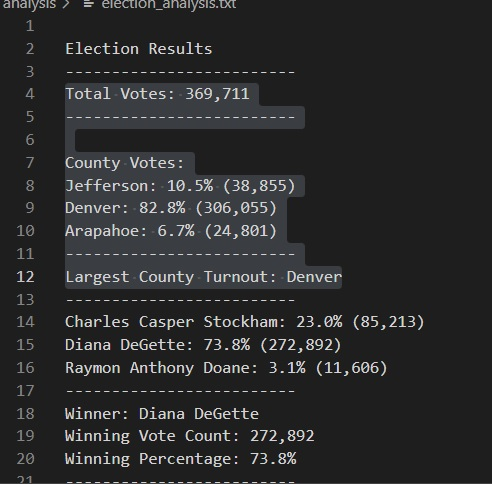 analysis > election_analysis.txt
1
2 Election Results
3 -------------------------
4 Total Votes: 369,711
5 -------------------------
6
7 County Votes:
8 Jefferson: 10.5% (38,855)
9 Denver: 82.8% (306,055)
10 Arapahoe: 6.7% (24,801)
11 -------------------------
12 Largest County Turnout: Denver
13 -------------------------
14 Charles Casper Stockham: 23.0% (85,213)
15 Diana DeGette: 73.8% (272,892)
16 Raymon Anthony Doane: 3.1% (11,606)
17 -------------------------
18 Winner: Diana DeGette
19 Winning Vote Count: 272,892
20 Winning Percentage: 73.8%
21 -------------------------